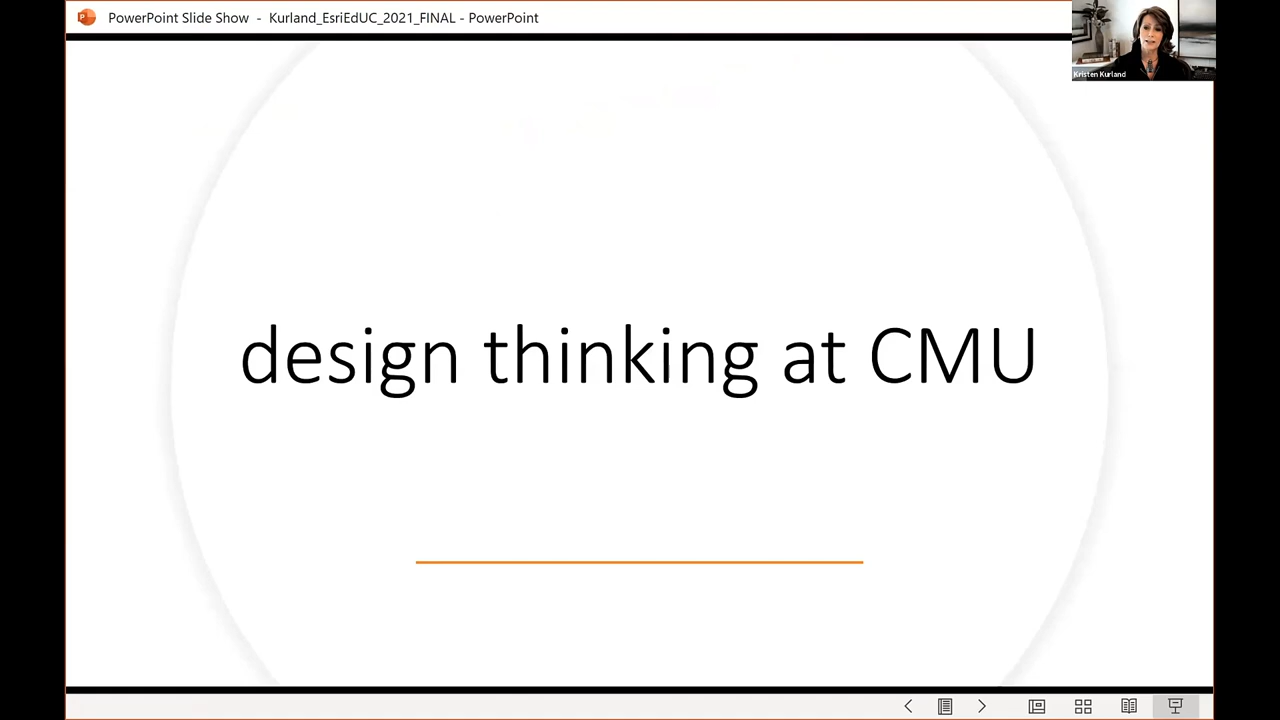 PowerPoint Slide Show - Kurland_EsriEdUC_2021_FINAL - PowerPoint
Kristen Kurland
design thinking at CMU